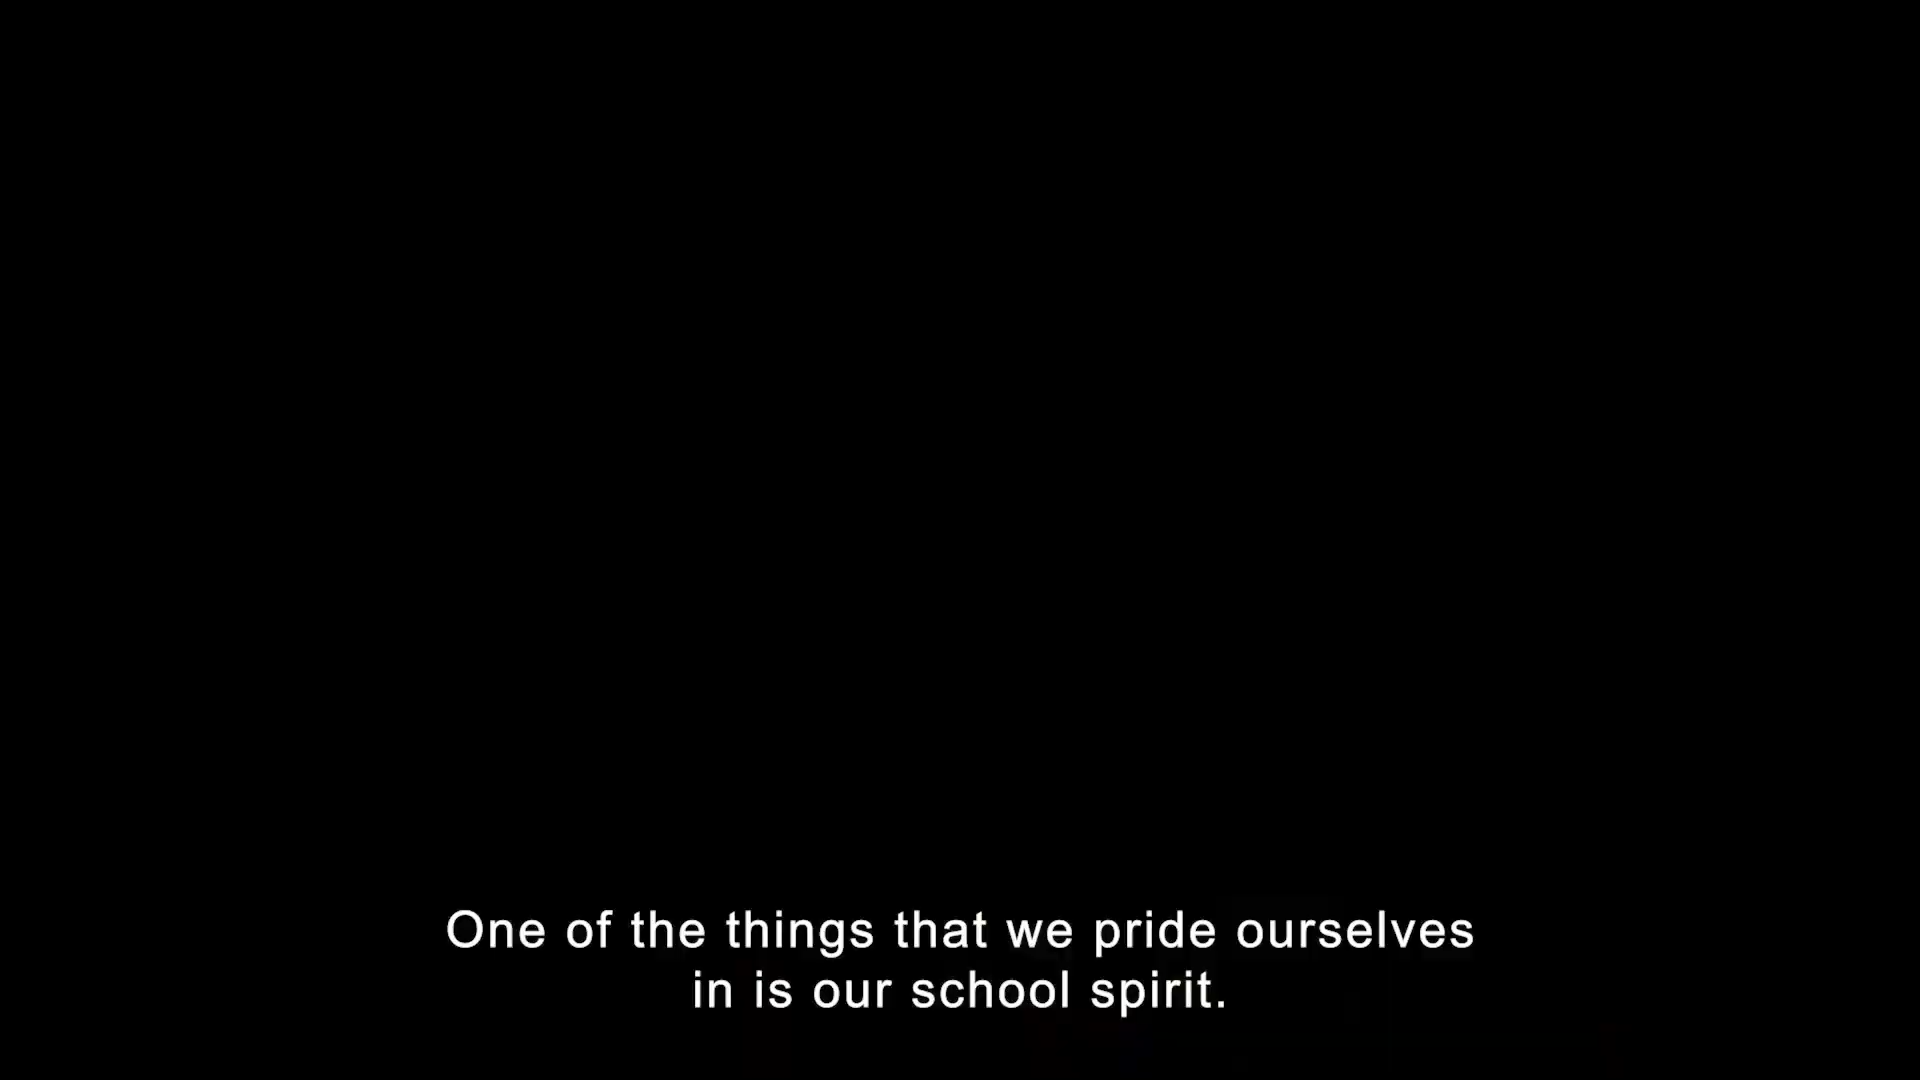 One of the things that we pride ourselves
in is our school spirit.